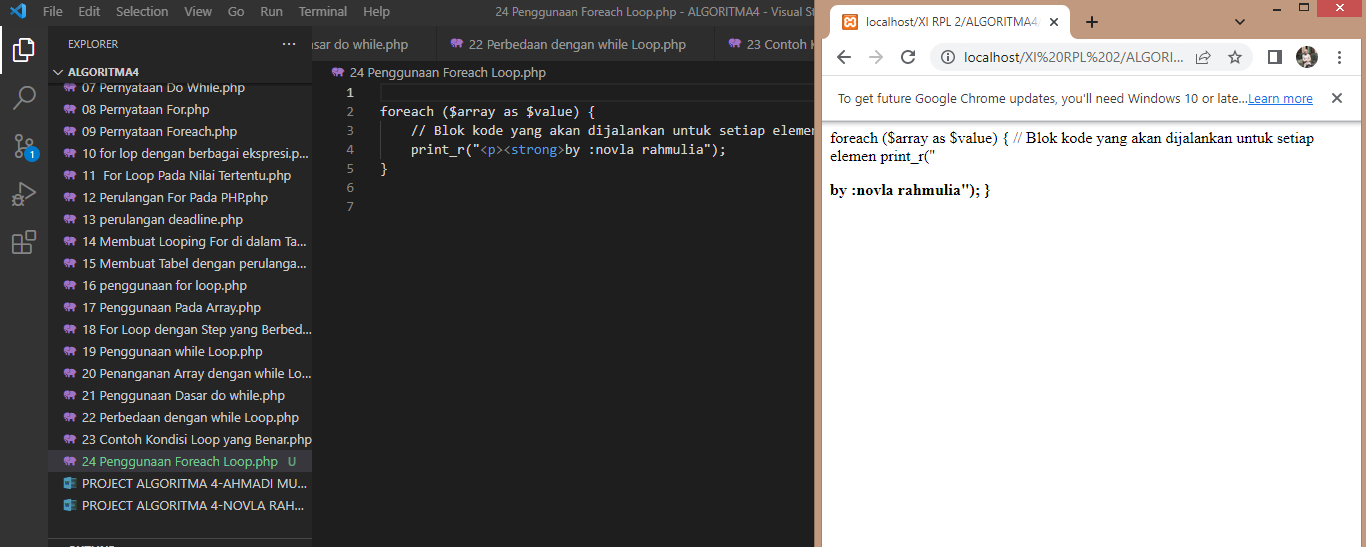 File Edit Selection View Go Run Terminal Help
24 Penggunaan Foreach Loop.php - ALGORITMA4 - Visual St
EXPLORER ...
ALGORITMA4
07 Pernyataan Do While.php
08 Pernyataan For.php
09 Pernyataan Foreach.php
10 for lop dengan berbagai ekspresi.p...
11 For Loop Pada Nilai Tertentu.php
12 Perulangan For Pada PHP.php
13 perulangan deadline.php
14 Membuat Looping For di dalam Ta...
15 Membuat Tabel dengan perulanga...
16 penggunaan for loop.php
17 Penggunaan Pada Array.php
18 For Loop dengan Step yang Berbed...
19 Penggunaan while Loop.php
20 Penanganan Array dengan while Lo...
21 Penggunaan Dasar do while.php
22 Perbedaan dengan while Loop.php
23 Contoh Kondisi Loop yang Benar.php
24 Penggunaan Foreach Loop.php U
PROJECT ALGORITMA 4-AHMADI MU...
PROJECT ALGORITMA 4-NOVLA RAH...
1
asar do while.php
22 Perbedaan dengan while Loop.php
23 Contoh K
24 Penggunaan Foreach Loop.php
1
2 foreach ($array as $value) {
3 // Blok kode yang akan dijalankan untuk setiap elemen
4 print_r("<p><strong>by :novla rahmulia");
5 }
6
7
localhost/XI RPL 2/ALGORITMA4/
localhost/XI%20RPL%202/ALGORI...
To get future Google Chrome updates, you'll need Windows 10 or late...Learn more
foreach ($array as $value) { // Blok kode yang akan dijalankan untuk setiap
elemen print_r("
by :novla rahmulia"); }